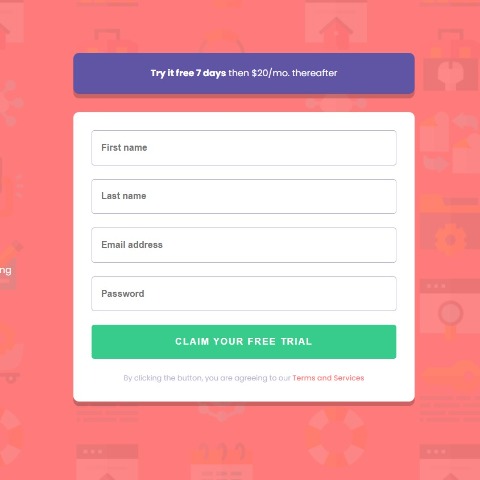 Try it free 7 days then $20/mo. thereafter
First name
Last name
Email address
ng
Password
CLAIM YOUR FREE TRIAL
By clicking the button, you are agreeing to our Terms and Services